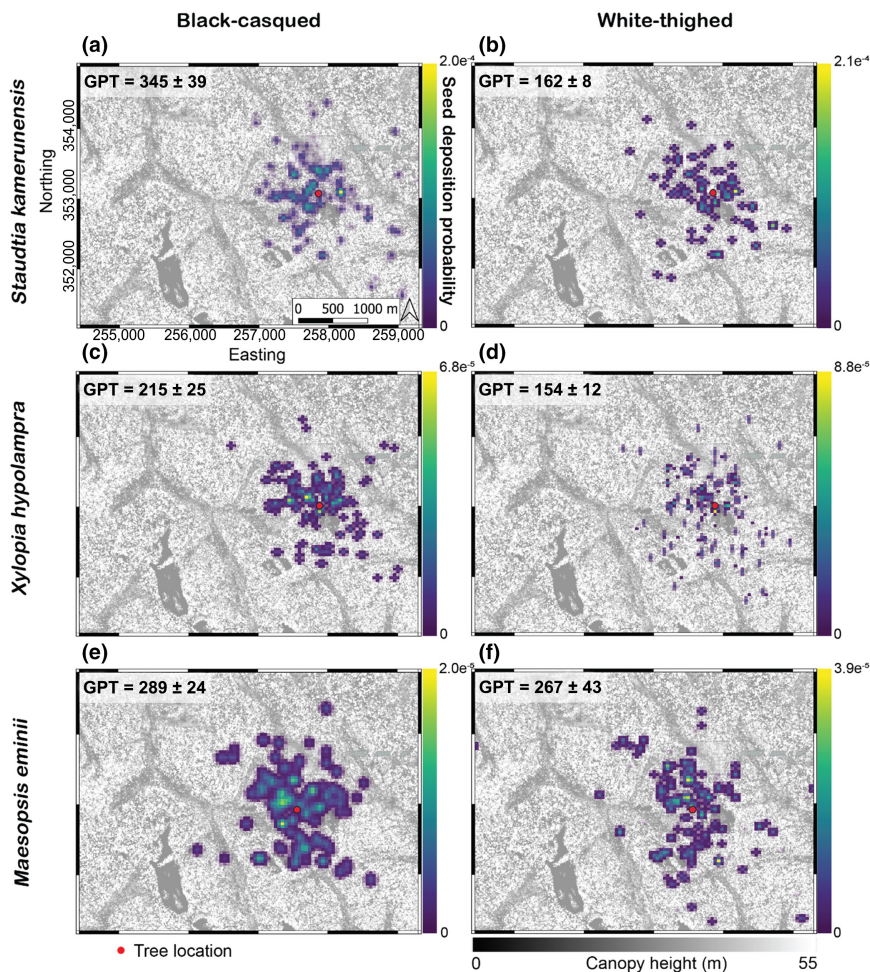 Black-casqued
White-thighed
(a)
(b)
Staudtia kamerunensis
GPT = 345 ± 39
2.0e⁻⁴
Seed deposition probability
0
GPT = 162 ± 8
2.1e⁻⁴
0
Northing
354,000
353,000
352,000
0 500 1000 m
255,000 256,000 257,000 258,000 259,000
Easting
(c)
(d)
Xylopia hypolampra
GPT = 215 ± 25
6.8e⁻⁵
0
GPT = 154 ± 12
8.8e⁻⁵
0
(e)
(f)
Maesopsis eminii
GPT = 289 ± 24
2.0e⁻⁵
0
GPT = 267 ± 43
3.9e⁻⁵
0
Tree location
0 Canopy height (m) 55